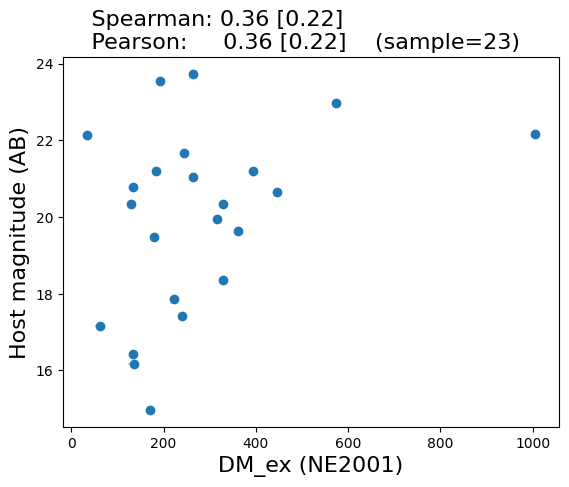 Spearman: 0.36 [0.22]
Pearson: 0.36 [0.22] (sample=23)
24
22
20
18
16
Host magnitude (AB)
0 200 400 600 800 1000
DM_ex (NE2001)